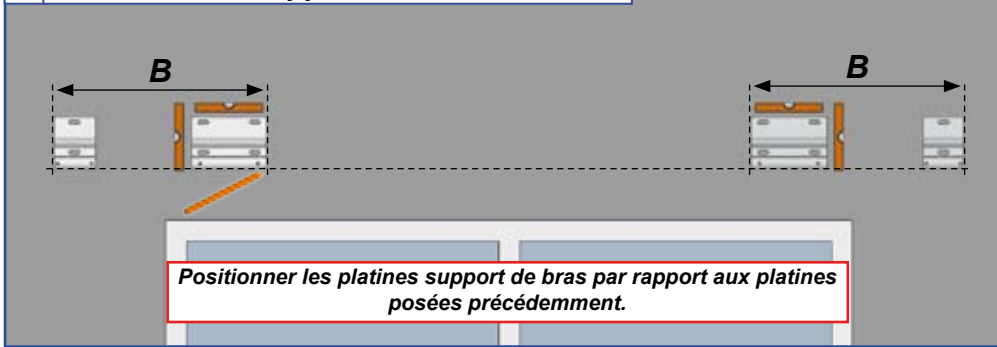 B
B
Positionner les platines support de bras par rapport aux platines
posées précédemment.